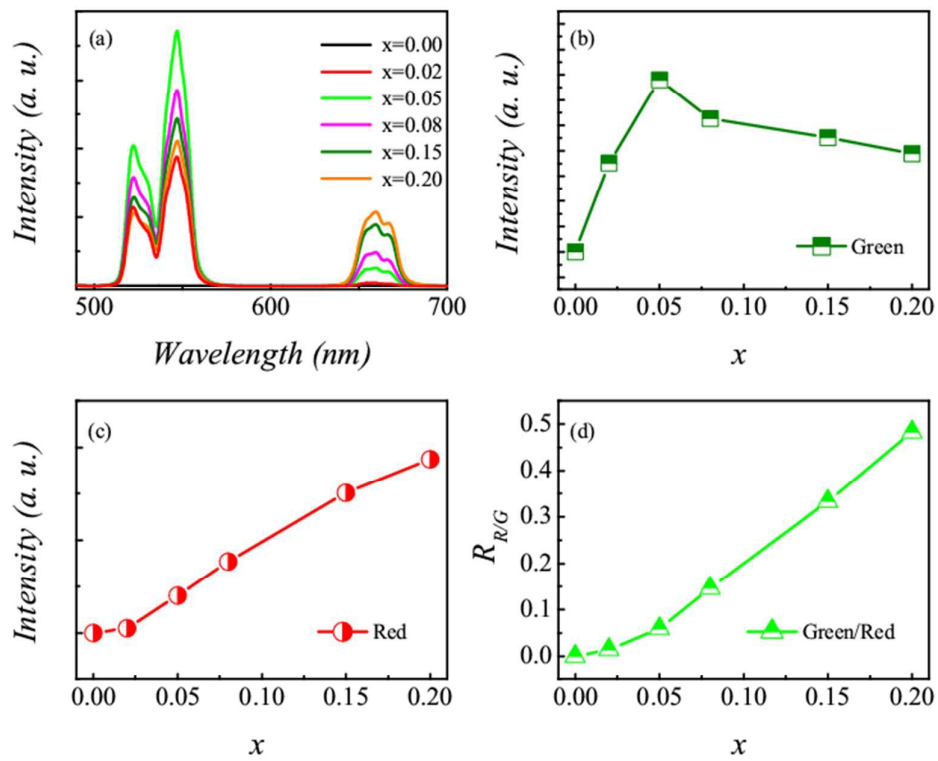 (a)
x=0.00
x=0.02
x=0.05
x=0.08
x=0.15
x=0.20
Intensity (a. u.)
500 600 700
Wavelength (nm)
(b)
Intensity (a. u.)
Green
0.00 0.05 0.10 0.15 0.20
x
(c)
Intensity (a. u.)
Red
0.00 0.05 0.10 0.15 0.20
x
(d)
0.5
0.4
0.3
0.2
0.1
0.0
R_R/G
Green/Red
0.00 0.05 0.10 0.15 0.20
x